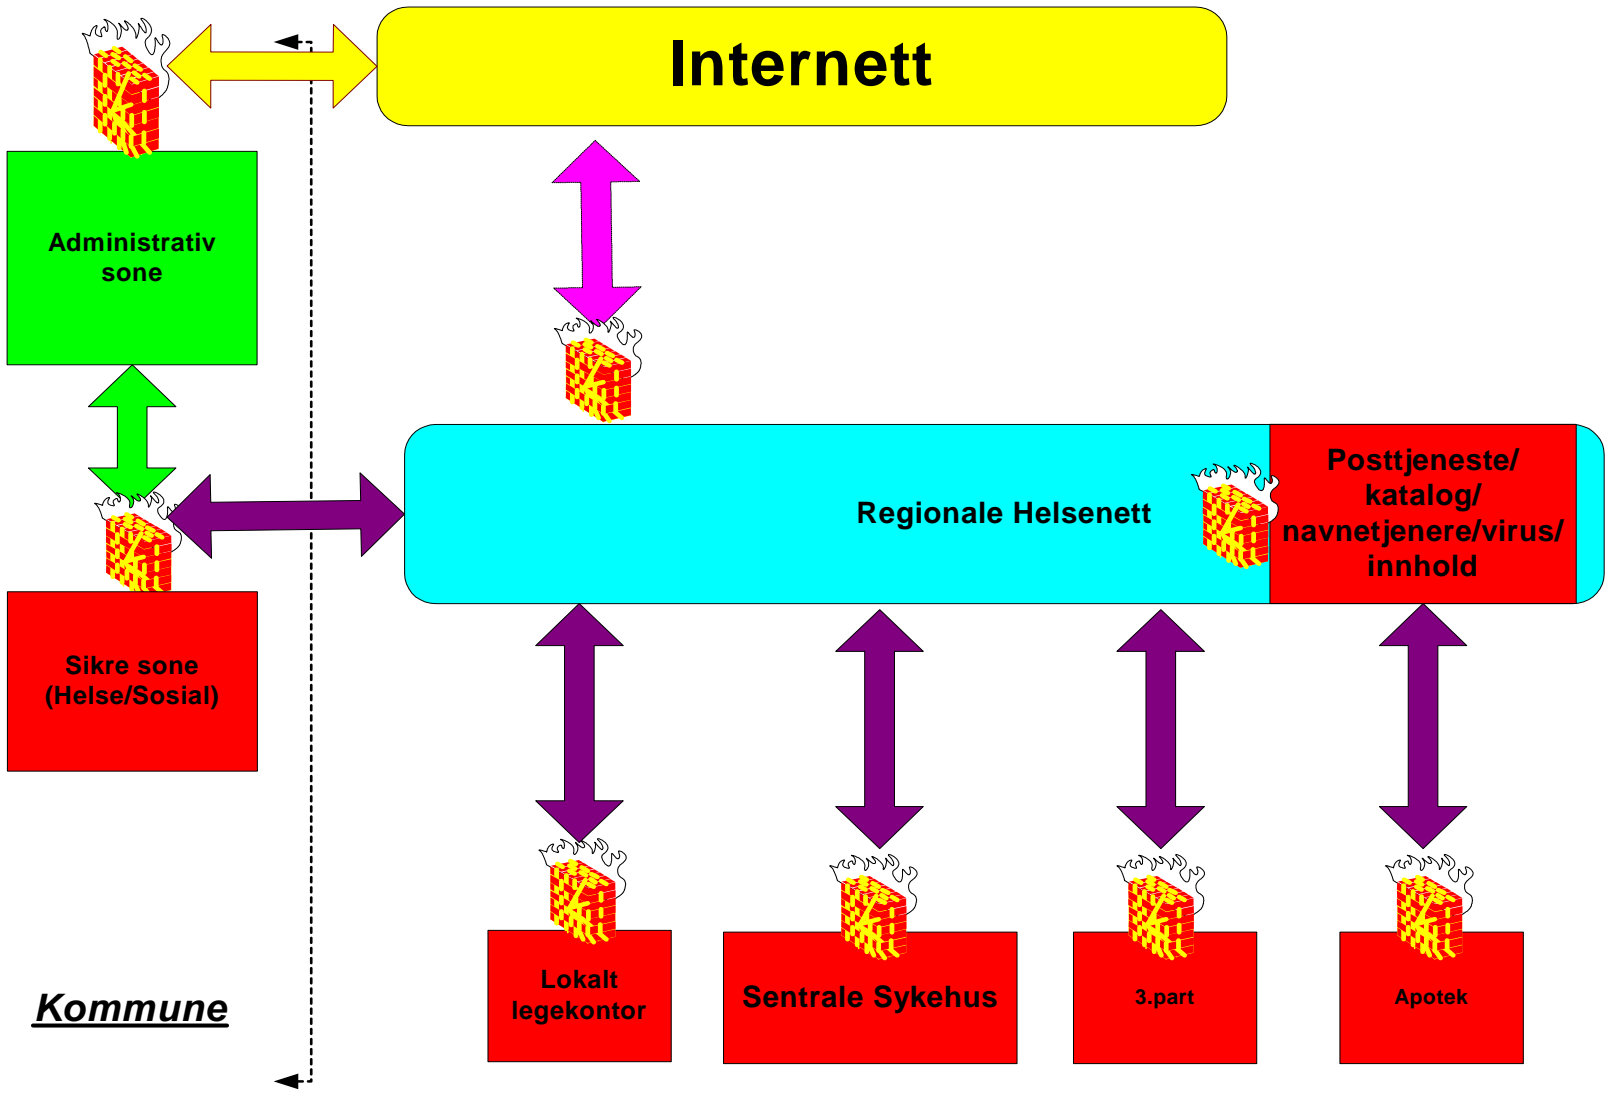 Internett
Administrativ
sone
Posttjeneste/
katalog/
navnetjenere/virus/
innhold
Regionale Helsenett
Sikre sone
(Helse/Sosial)
Lokalt
legekontor
Sentrale Sykehus
3.part
Apotek
Kommune